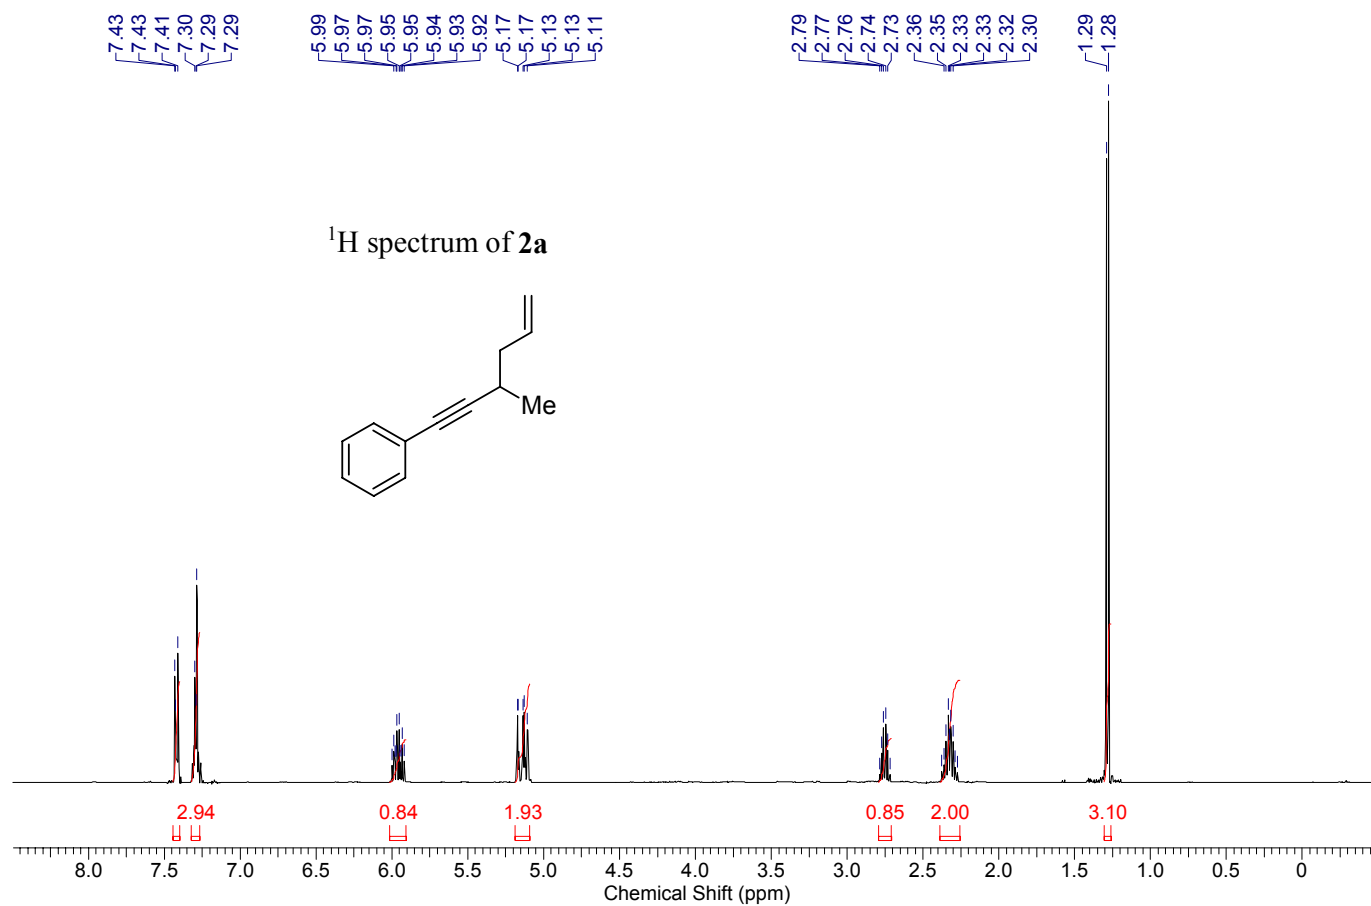 7.43 7.43 7.41 7.30 7.29 7.29 5.99 5.97 5.97 5.95 5.95 5.94 5.93 5.92 5.17 5.17 5.13 5.13 5.11 2.79 2.77 2.76 2.74 2.73 2.36 2.35 2.33 2.33 2.32 2.30 1.29 1.28
¹H spectrum of 2a
Me
2.94 0.84 1.93 0.85 2.00 3.10
8.0 7.5 7.0 6.5 6.0 5.5 5.0 4.5 4.0 3.5 3.0 2.5 2.0 1.5 1.0 0.5 0
Chemical Shift (ppm)